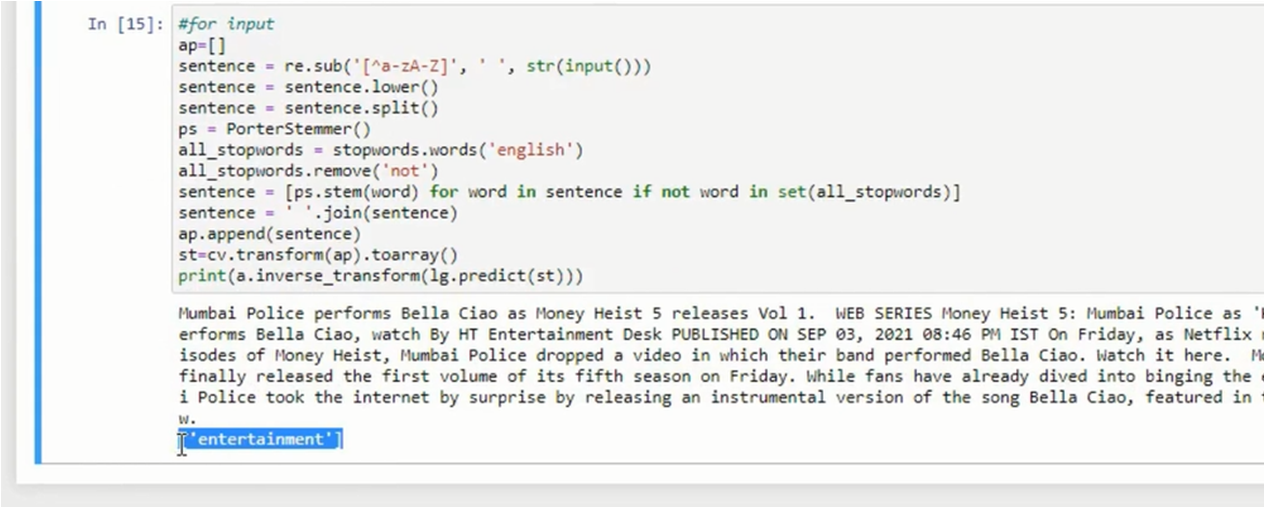 In [15]: #for input
ap=[]
sentence = re.sub('[^a-zA-Z]', ' ', str(input()))
sentence = sentence.lower()
sentence = sentence.split()
ps = PorterStemmer()
all_stopwords = stopwords.words('english')
all_stopwords.remove('not')
sentence = [ps.stem(word) for word in sentence if not word in set(all_stopwords)]
sentence = ' '.join(sentence)
ap.append(sentence)
st=cv.transform(ap).toarray()
print(a.inverse_transform(lg.predict(st)))
Mumbai Police performs Bella Ciao as Money Heist 5 releases Vol 1.  WEB SERIES Money Heist 5: Mumbai Police as
erforms Bella Ciao, watch By HT Entertainment Desk PUBLISHED ON SEP 03, 2021 08:46 PM IST On Friday, as Netflix
isodes of Money Heist, Mumbai Police dropped a video in which their band performed Bella Ciao. Watch it here.
finally released the first volume of its fifth season on Friday. While fans have already dived into binging the
i Police took the internet by surprise by releasing an instrumental version of the song Bella Ciao, featured in
w.
['entertainment']